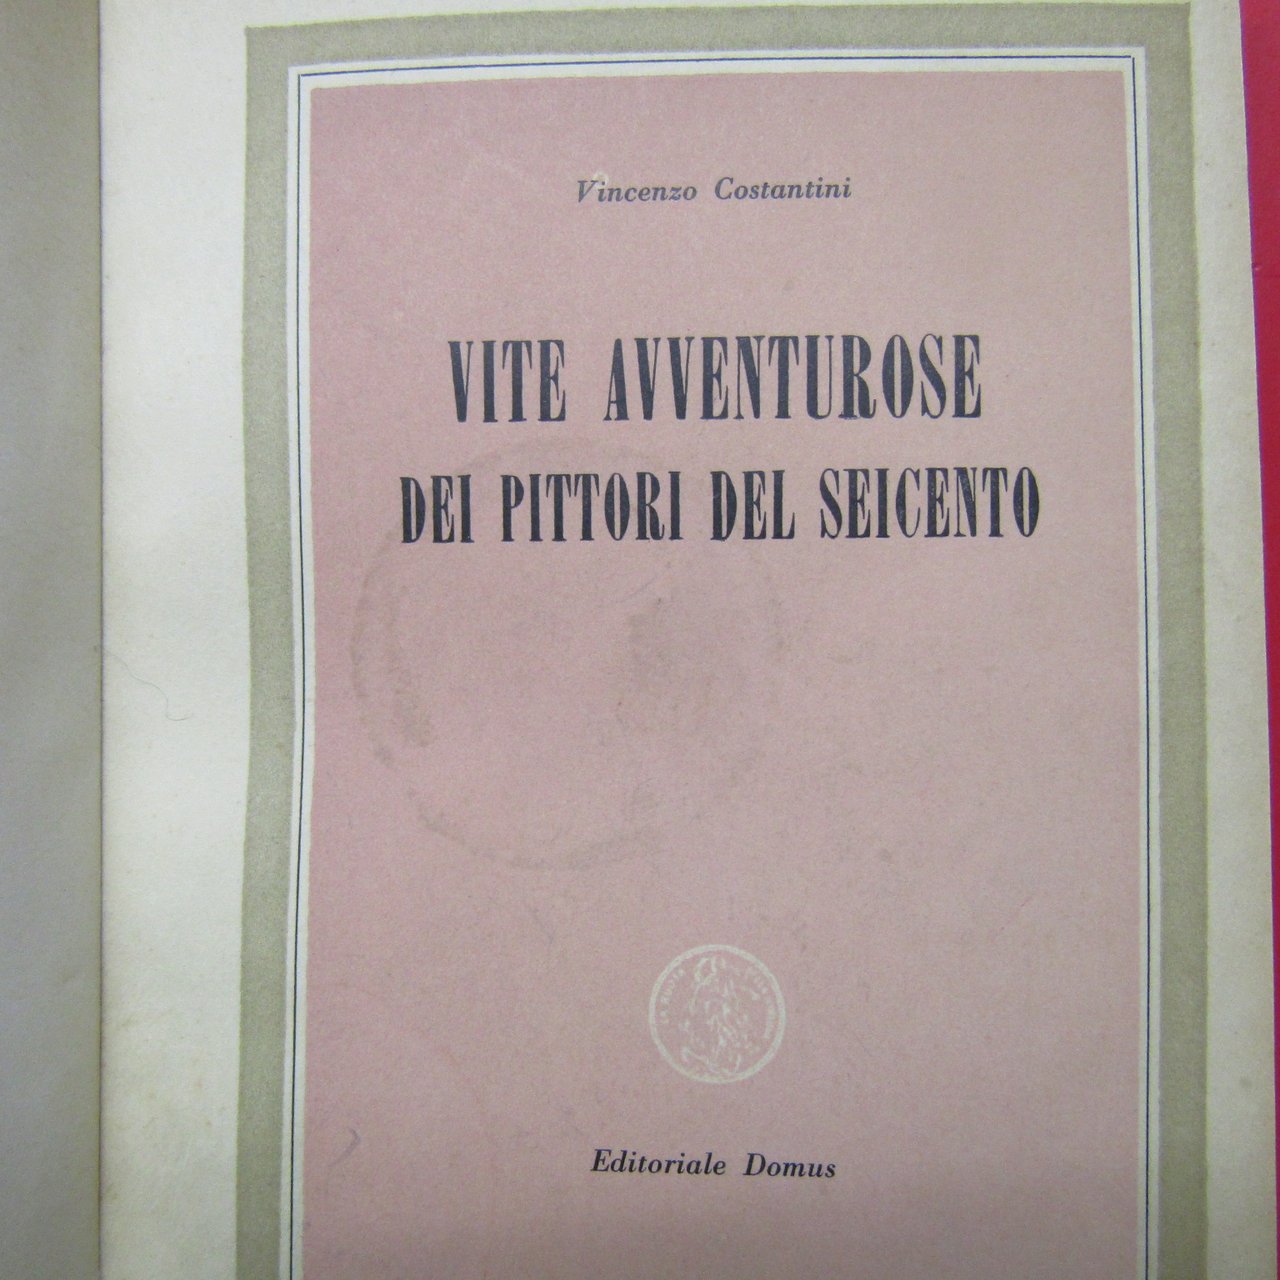 Vincenzo Costantini
VITE AVVENTUROSE
DEI PITTORI DEL SEICENTO
Editoriale Domus